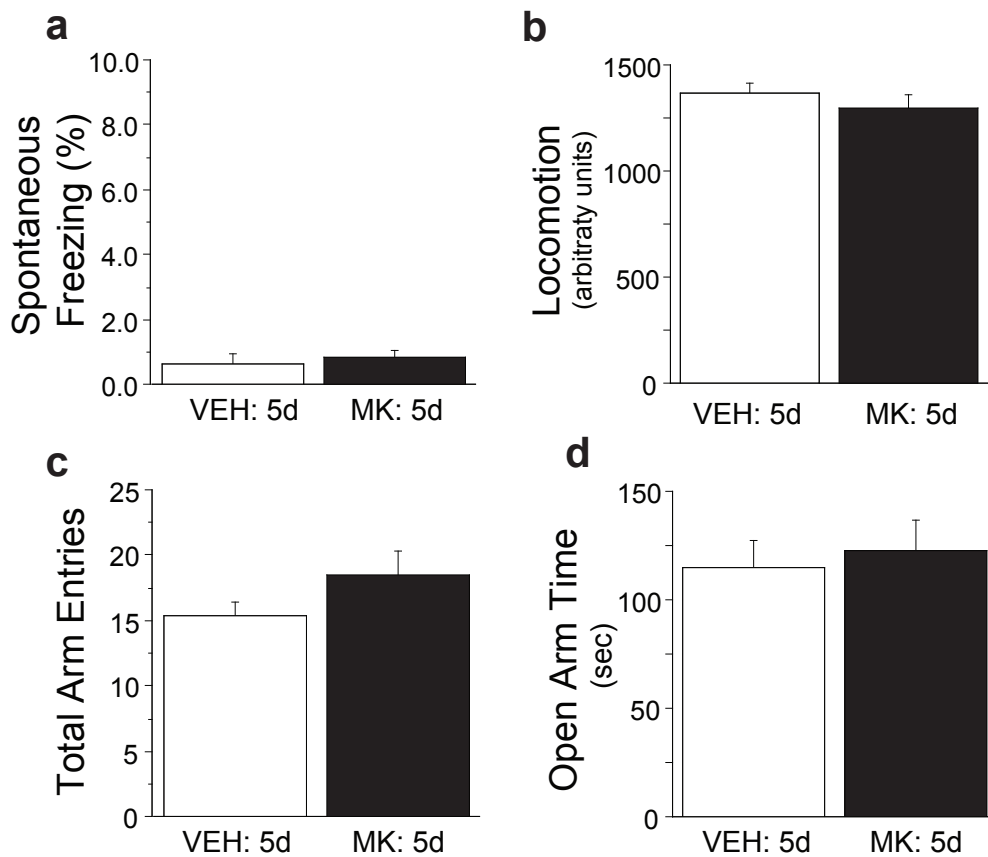 a
Spontaneous
Freezing (%)
10.0
8.0
6.0
4.0
2.0
0.0
VEH: 5d
MK: 5d
b
Locomotion
(arbitraty units)
1500
1000
500
0
VEH: 5d
MK: 5d
c
Total Arm Entries
25
20
15
10
5
0
VEH: 5d
MK: 5d
d
Open Arm Time
(sec)
150
100
50
0
VEH: 5d
MK: 5d